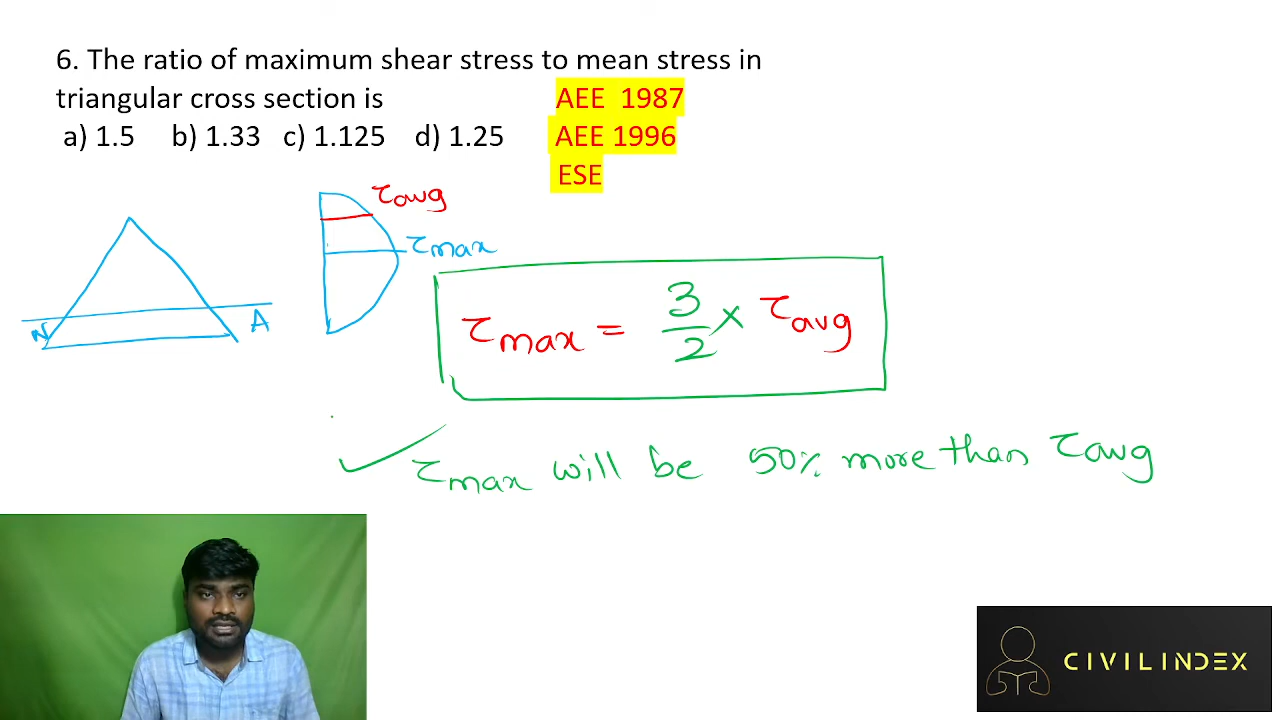 6. The ratio of maximum shear stress to mean stress in
triangular cross section is AEE 1987
a) 1.5 b) 1.33 c) 1.125 d) 1.25 AEE 1996
ESE
τavg
τmax
N A
τmax = 3/2 × τavg
τmax will be 50% more than τavg
CIVILINDEX